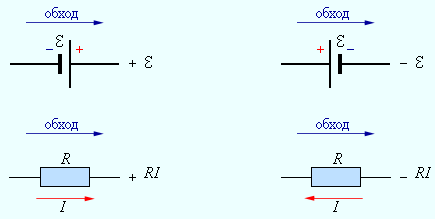 обход обход
− ℰ + + ℰ + ℰ − − ℰ
обход обход
R + RI R − RI
I I